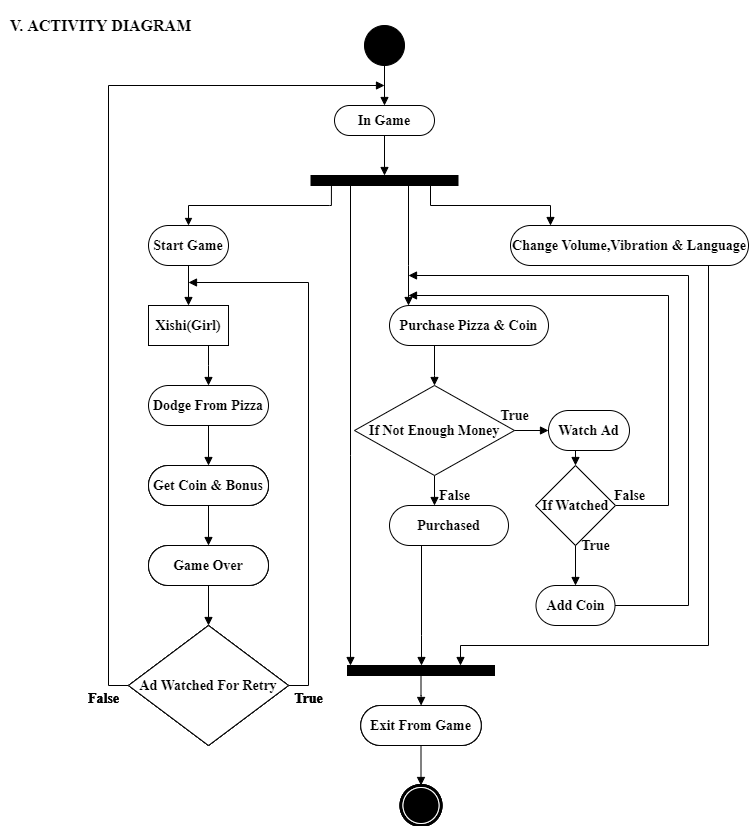 V. ACTIVITY DIAGRAM
In Game
Start Game
Change Volume,Vibration & Language
Xishi(Girl)
Purchase Pizza & Coin
Dodge From Pizza
If Not Enough Money
True
Watch Ad
Get Coin & Bonus
False
Purchased
If Watched
False
True
Game Over
Add Coin
Ad Watched For Retry
False
True
Exit From Game